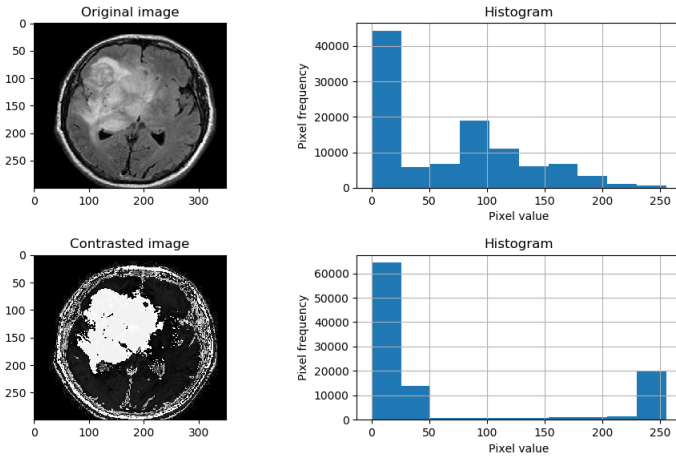 Original image
0
50
100
150
200
250
0 100 200 300
Histogram
Pixel frequency
40000
30000
20000
10000
0
0 50 100 150 200 250
Pixel value
Contrasted image
0
50
100
150
200
250
0 100 200 300
Histogram
Pixel frequency
60000
50000
40000
30000
20000
10000
0
0 50 100 150 200 250
Pixel value